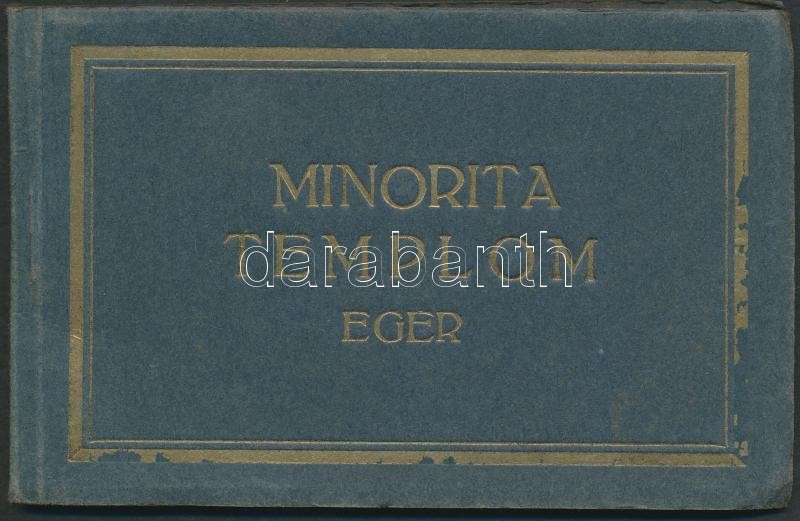 MINORITA
TEMPLOM
darabanth
EGER